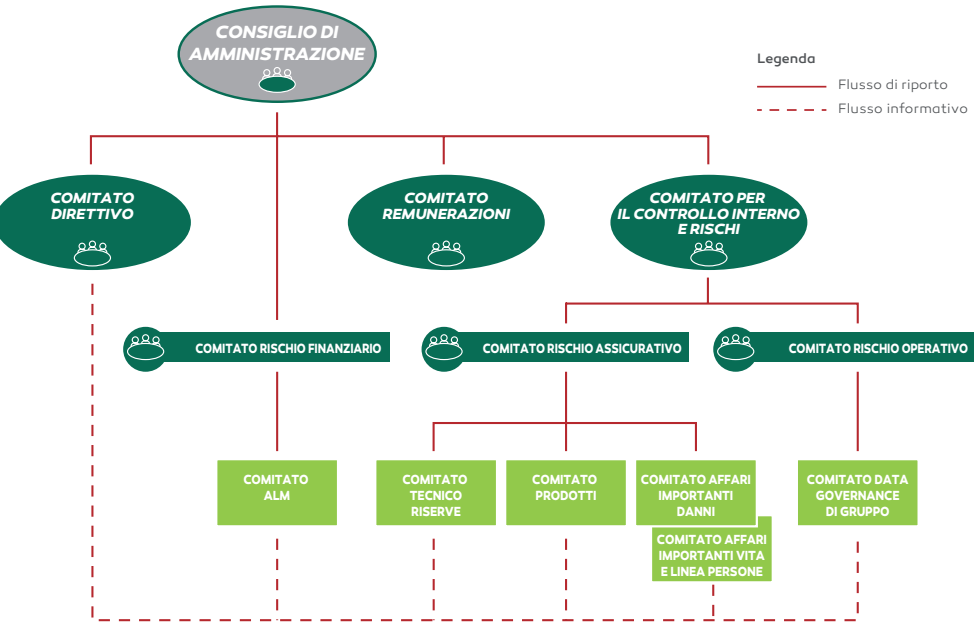 CONSIGLIO DI
AMMINISTRAZIONE
Legenda
Flusso di riporto
Flusso informativo
COMITATO
DIRETTIVO
COMITATO
REMUNERAZIONI
COMITATO PER
IL CONTROLLO INTERNO
E RISCHI
COMITATO RISCHIO FINANZIARIO
COMITATO RISCHIO ASSICURATIVO
COMITATO RISCHIO OPERATIVO
COMITATO
ALM
COMITATO
TECNICO
RISERVE
COMITATO
PRODOTTI
COMITATO AFFARI
IMPORTANTI
DANNI
COMITATO DATA
GOVERNANCE
DI GRUPPO
COMITATO AFFARI
IMPORTANTI VITA
E LINEA PERSONE